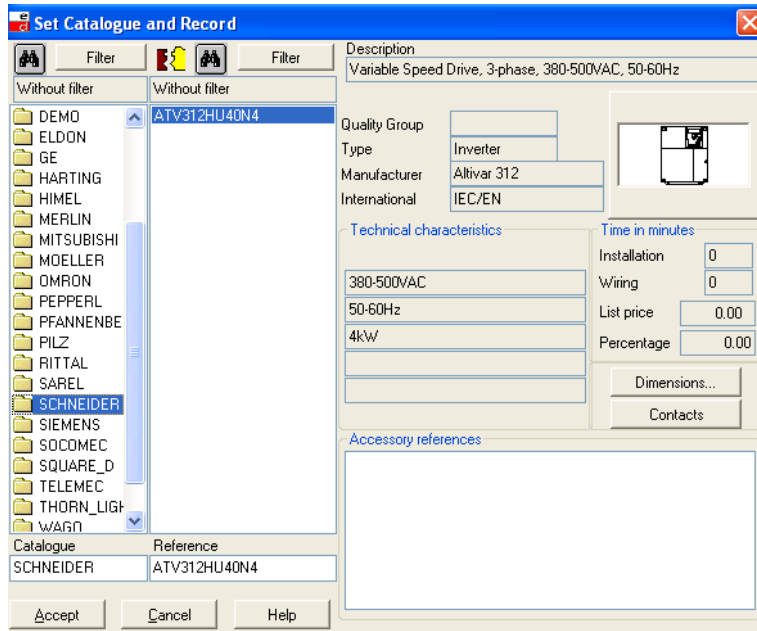 Set Catalogue and Record
Filter
Filter
Without filter
Without filter
DEMO
ELDON
GE
HARTING
HIMEL
MERLIN
MITSUBISHI
MOELLER
OMRON
PEPPERL
PFANNENBE
PILZ
RITTAL
SAREL
SCHNEIDER
SIEMENS
SOCOMEC
SQUARE_D
TELEMEC
THORN_LIGH
WAGO
ATV312HU40N4
Catalogue
SCHNEIDER
Reference
ATV312HU40N4
Accept
Cancel
Help
Description
Variable Speed Drive, 3-phase, 380-500VAC, 50-60Hz
Quality Group
Type Inverter
Manufacturer Altivar 312
International IEC/EN
Technical characteristics
380-500VAC
50-60Hz
4kW
Time in minutes
Installation 0
Wiring 0
List price 0.00
Percentage 0.00
Dimensions...
Contacts
Accessory references